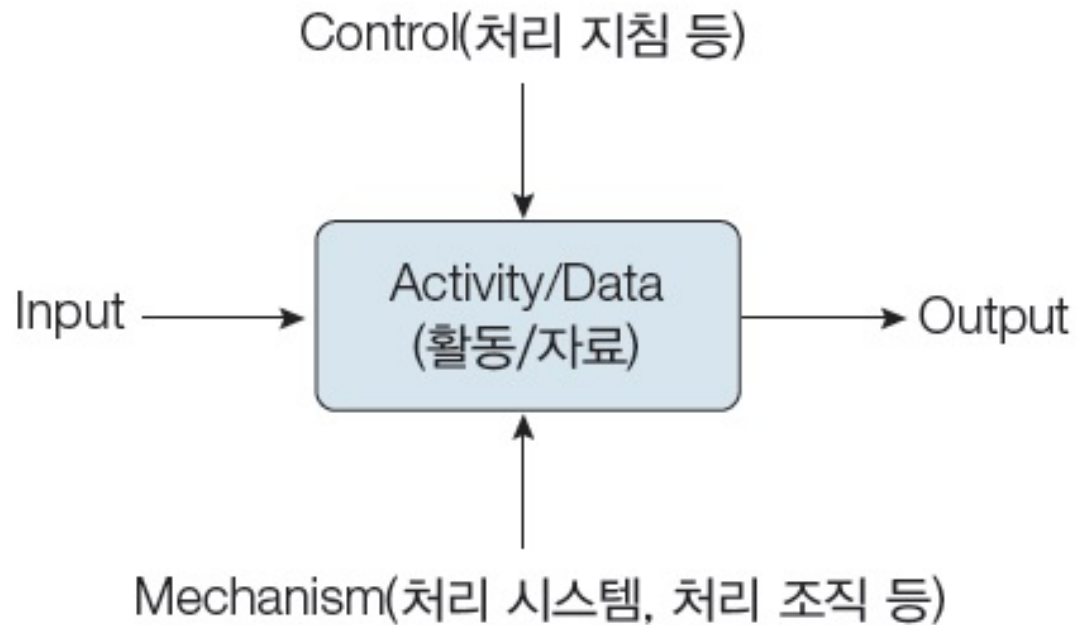 Control(처리 지침 등)
Input
Activity/Data
(활동/자료)
Output
Mechanism(처리 시스템, 처리 조직 등)